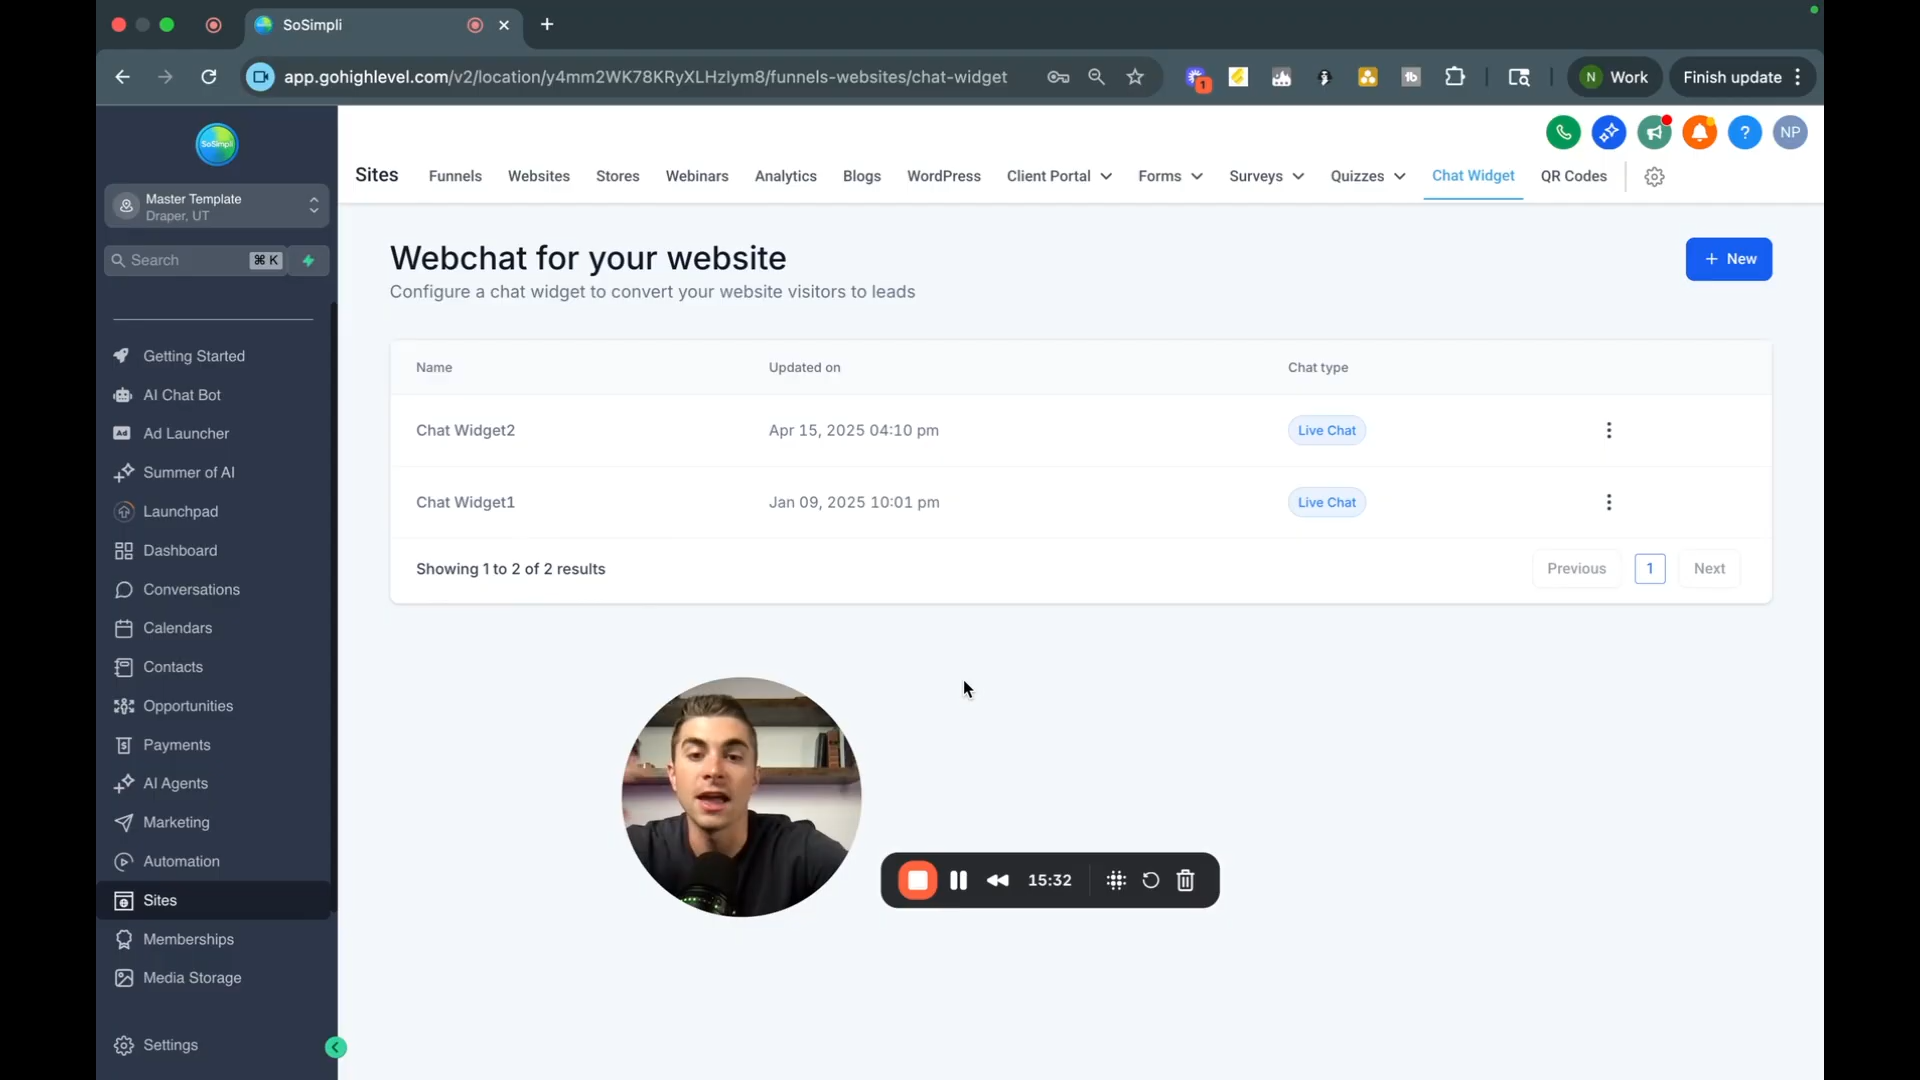 SoSimpli
app.gohighlevel.com/v2/location/y4mm2WK78KRyXLHzlym8/funnels-websites/chat-widget
1
N Work
Finish update
SoSimpli
Master Template
Draper, UT
Search ⌘ K
Getting Started
AI Chat Bot
Ad Ad Launcher
Summer of AI
Launchpad
Dashboard
Conversations
Calendars
Contacts
Opportunities
Payments
AI Agents
Marketing
Automation
Sites
Memberships
Media Storage
Settings
? NP
Sites Funnels Websites Stores Webinars Analytics Blogs WordPress Client Portal Forms Surveys Quizzes Chat Widget QR Codes
Webchat for your website
Configure a chat widget to convert your website visitors to leads
+ New
Name Updated on Chat type
Chat Widget2 Apr 15, 2025 04:10 pm Live Chat
Chat Widget1 Jan 09, 2025 10:01 pm Live Chat
Showing 1 to 2 of 2 results
Previous 1 Next
15:32